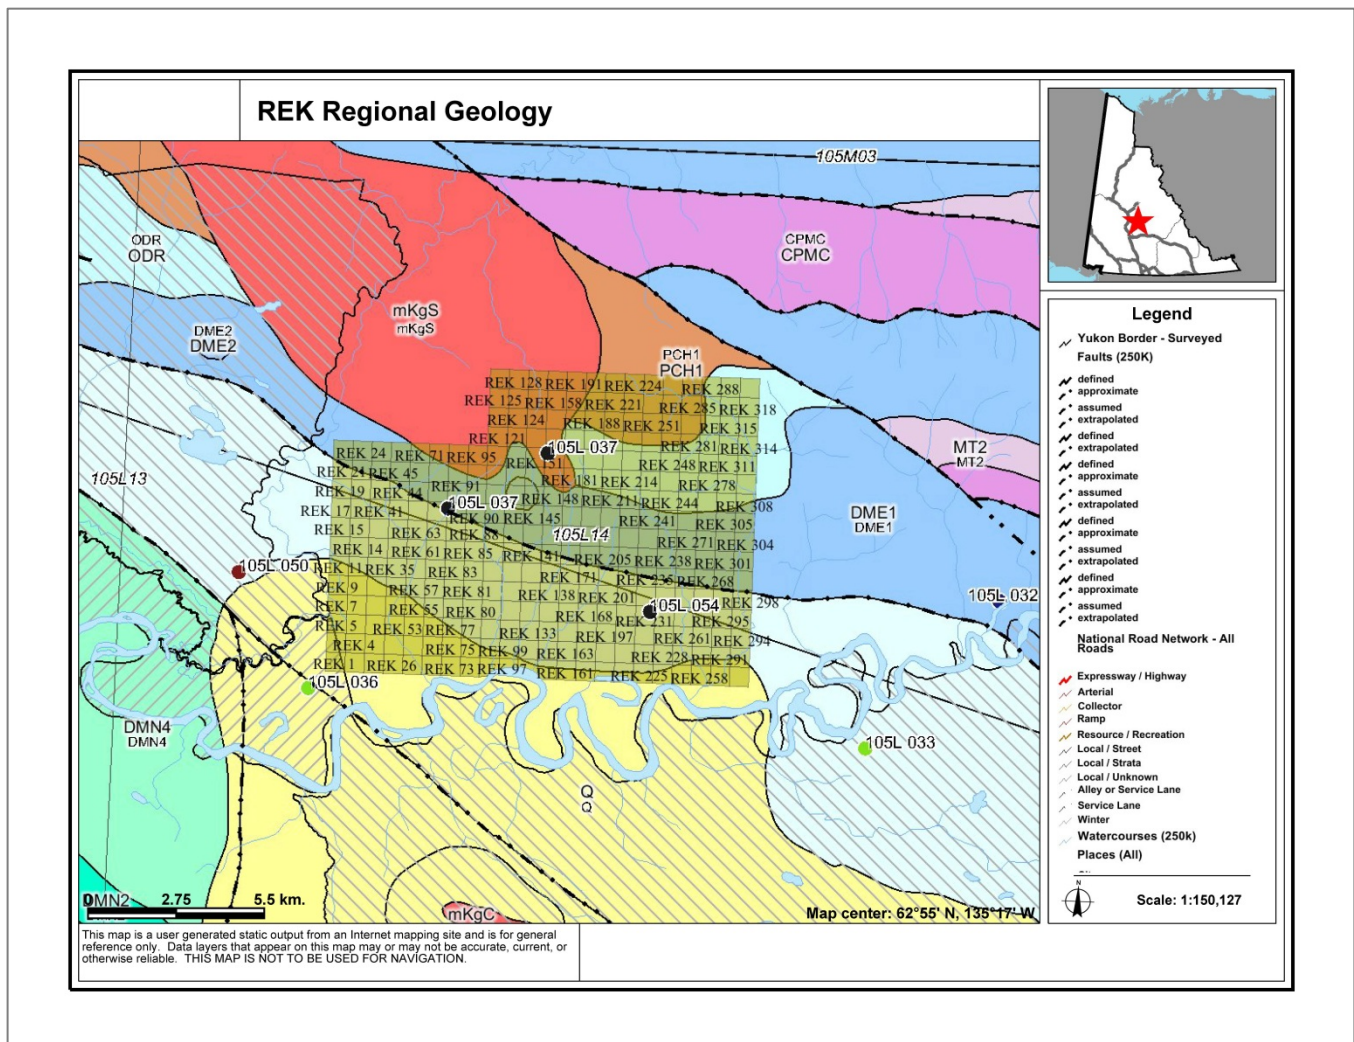 REK Regional Geology
105M03
ODR
ODR
CPMC
CPMC
mKgS
mKgS
DME2
DME2
PCH1
PCH1
REK 128 REK 191 REK 224 REK 288
REK 125 REK 158 REK 221 REK 285 REK 318
REK 124 REK 188 REK 251 REK 315
REK 121 105L 037 REK 281 REK 314
REK 24 REK 71 REK 95 REK 151 REK 248 REK 311
REK 21 REK 45 REK 181 REK 214 REK 278
REK 19 REK 44 REK 91 REK 148 REK 211 REK 244 REK 308
REK 17 REK 41 105L 037 REK 90 REK 145 REK 241 REK 305
REK 15 REK 63 REK 88 105L14 REK 271 REK 304
REK 14 REK 61 REK 85 REK 141 REK 205 REK 238 REK 301
REK 11 REK 35 REK 83 REK 171 REK 235 REK 268
REK 9 REK 57 REK 81 REK 138 REK 201 REK 298
REK 7 REK 55 REK 80 REK 168 105L 054 REK 231 REK 295
REK 5 REK 53 REK 77 REK 133 REK 197 REK 261 REK 294
REK 4 REK 75 REK 99 REK 163 REK 228 REK 291
REK 1 REK 26 REK 73 REK 97 REK 161 REK 225 REK 258
105L13
MT2
MT2
DME1
DME1
105L 050
105L 032
105L 036
105L 033
DMN4
DMN4
Q
Q
DMN2
mKgC
0 2.75 5.5 km.
Map center: 62°55' N, 135°17' W
This map is a user generated static output from an Internet mapping site and is for general
reference only. Data layers that appear on this map may or may not be accurate, current, or
otherwise reliable. THIS MAP IS NOT TO BE USED FOR NAVIGATION.
Legend
Yukon Border - Surveyed
Faults (250K)
defined
approximate
assumed
extrapolated
defined
extrapolated
defined
approximate
assumed
extrapolated
defined
approximate
assumed
extrapolated
defined
approximate
assumed
extrapolated
National Road Network - All
Roads
Expressway / Highway
Arterial
Collector
Ramp
Resource / Recreation
Local / Street
Local / Strata
Local / Unknown
Alley or Service Lane
Service Lane
Winter
Watercourses (250k)
Places (All)
N
Scale: 1:150,127